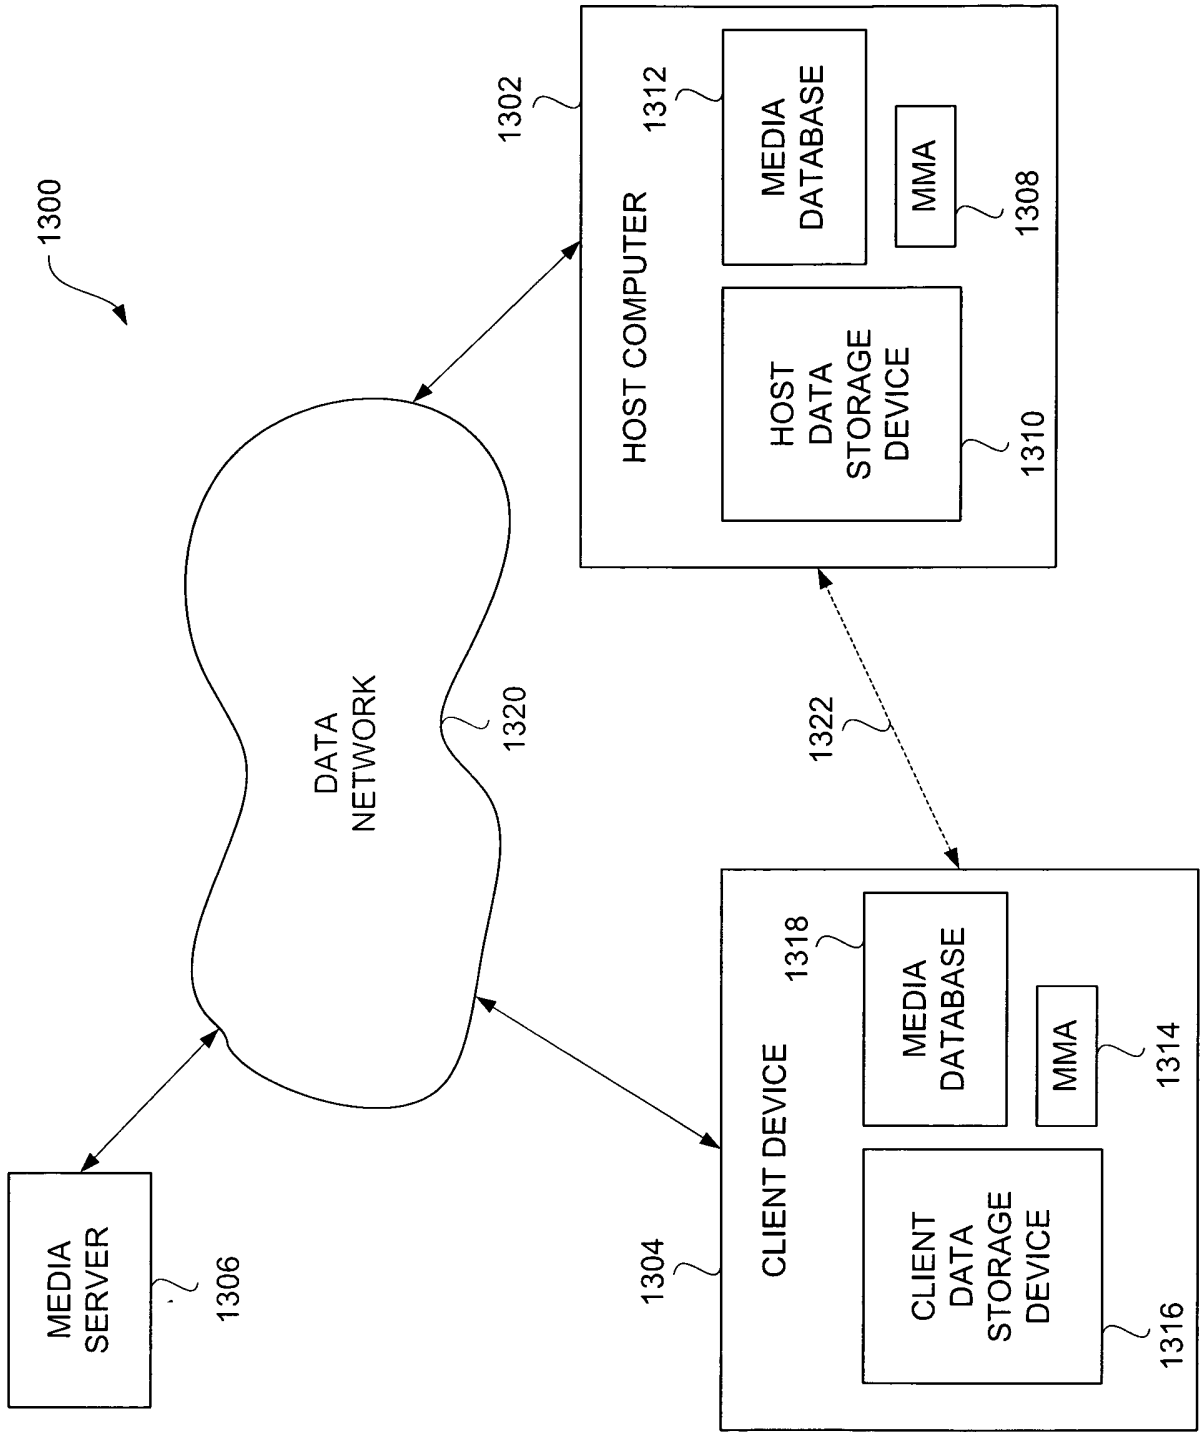 1300
MEDIA
SERVER
1306
DATA
NETWORK
1320
1302
HOST COMPUTER
HOST
DATA
STORAGE
DEVICE
1310
1312
MEDIA
DATABASE
MMA
1308
1322
1304
CLIENT DEVICE
CLIENT
DATA
STORAGE
DEVICE
1316
1318
MEDIA
DATABASE
MMA
1314